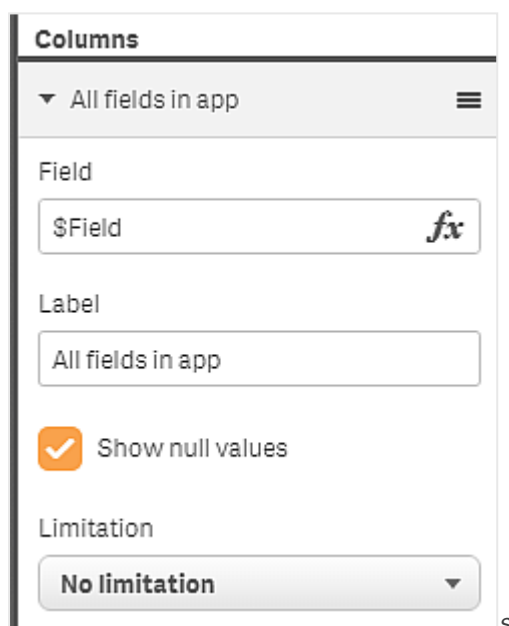 Columns
All fields in app
Field
$Field fx
Label
All fields in app
Show null values
Limitation
No limitation
s